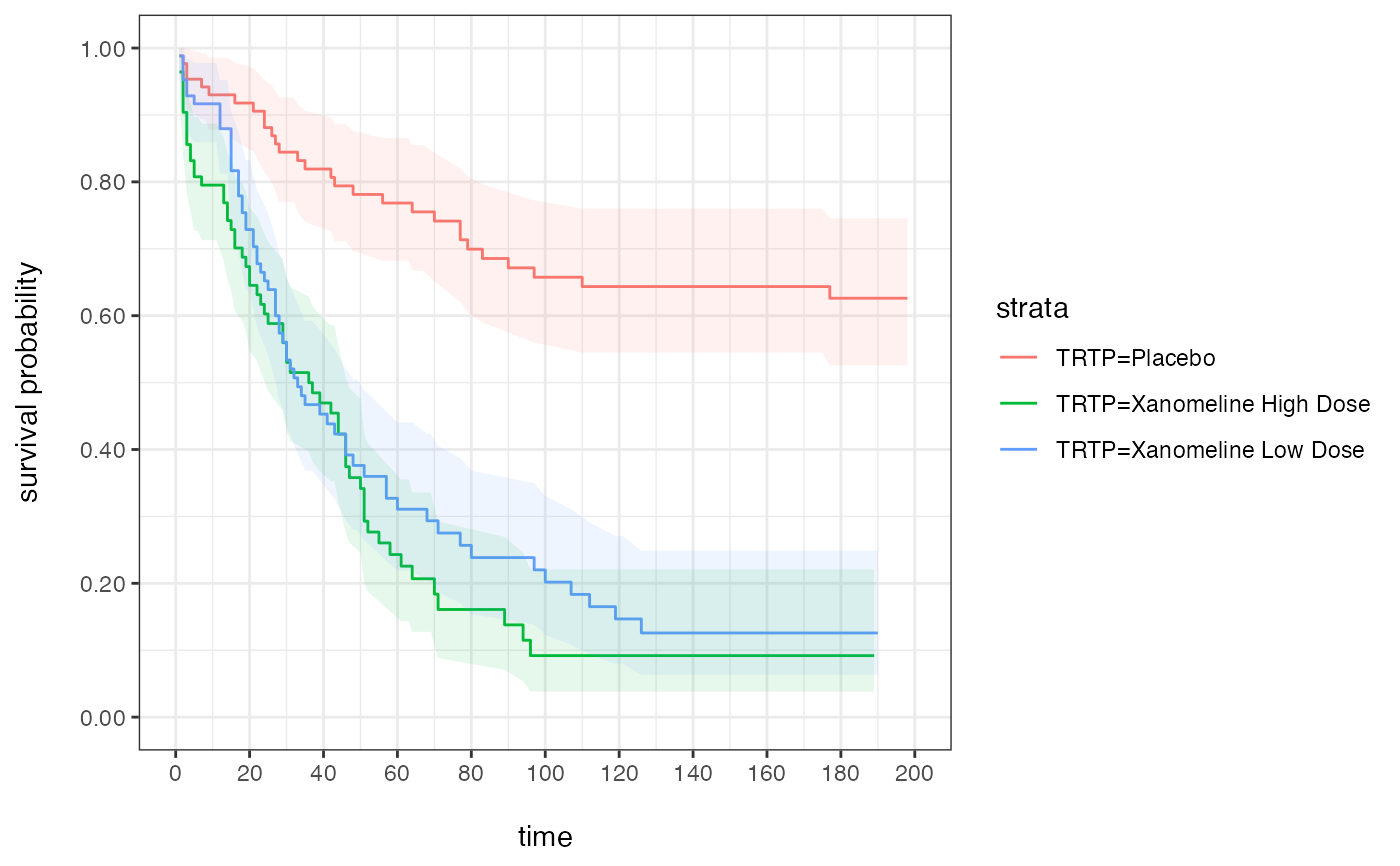 1.00
0.80
0.60
0.40
0.20
0.00
survival probability
0 20 40 60 80 100 120 140 160 180 200
time
strata
TRTP=Placebo
TRTP=Xanomeline High Dose
TRTP=Xanomeline Low Dose